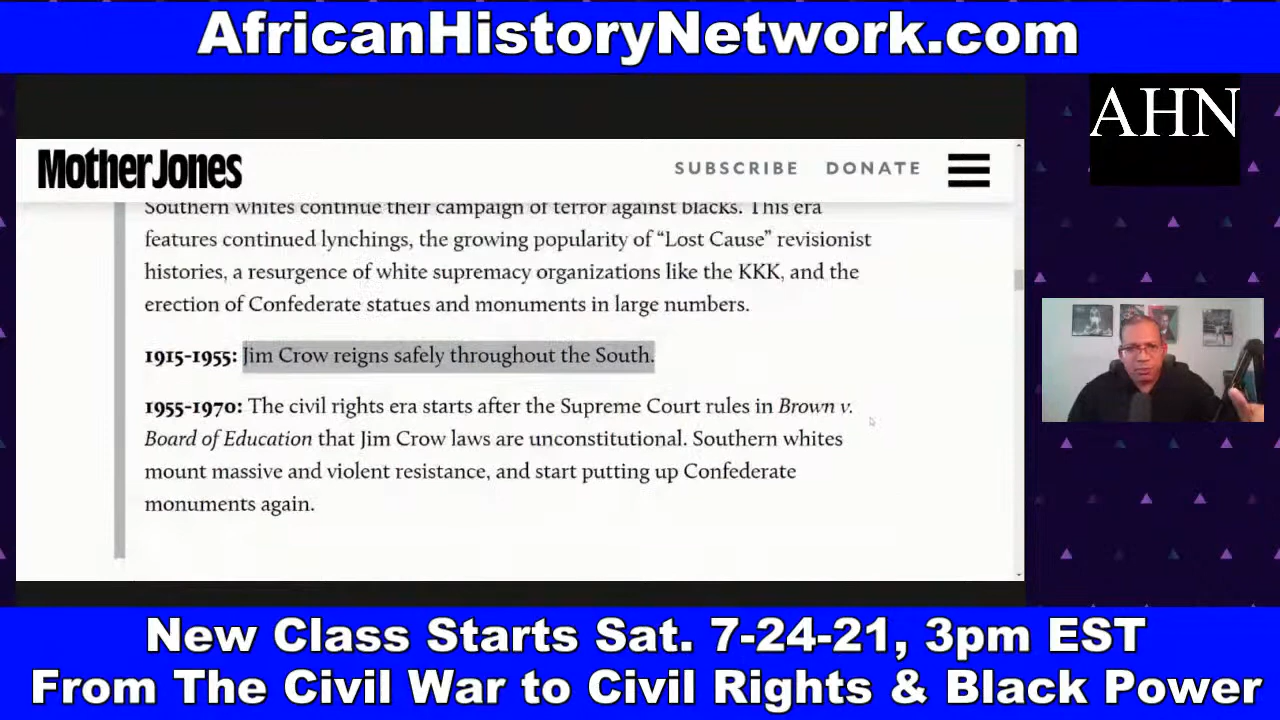 AfricanHistoryNetwork.com
AHN
Mother Jones
SUBSCRIBE DONATE
Southern whites continue their campaign of terror against blacks. This era
features continued lynchings, the growing popularity of “Lost Cause” revisionist
histories, a resurgence of white supremacy organizations like the KKK, and the
erection of Confederate statues and monuments in large numbers.
1915-1955: Jim Crow reigns safely throughout the South.
1955-1970: The civil rights era starts after the Supreme Court rules in Brown v.
Board of Education that Jim Crow laws are unconstitutional. Southern whites
mount massive and violent resistance, and start putting up Confederate
monuments again.
New Class Starts Sat. 7-24-21, 3pm EST
From The Civil War to Civil Rights & Black Power